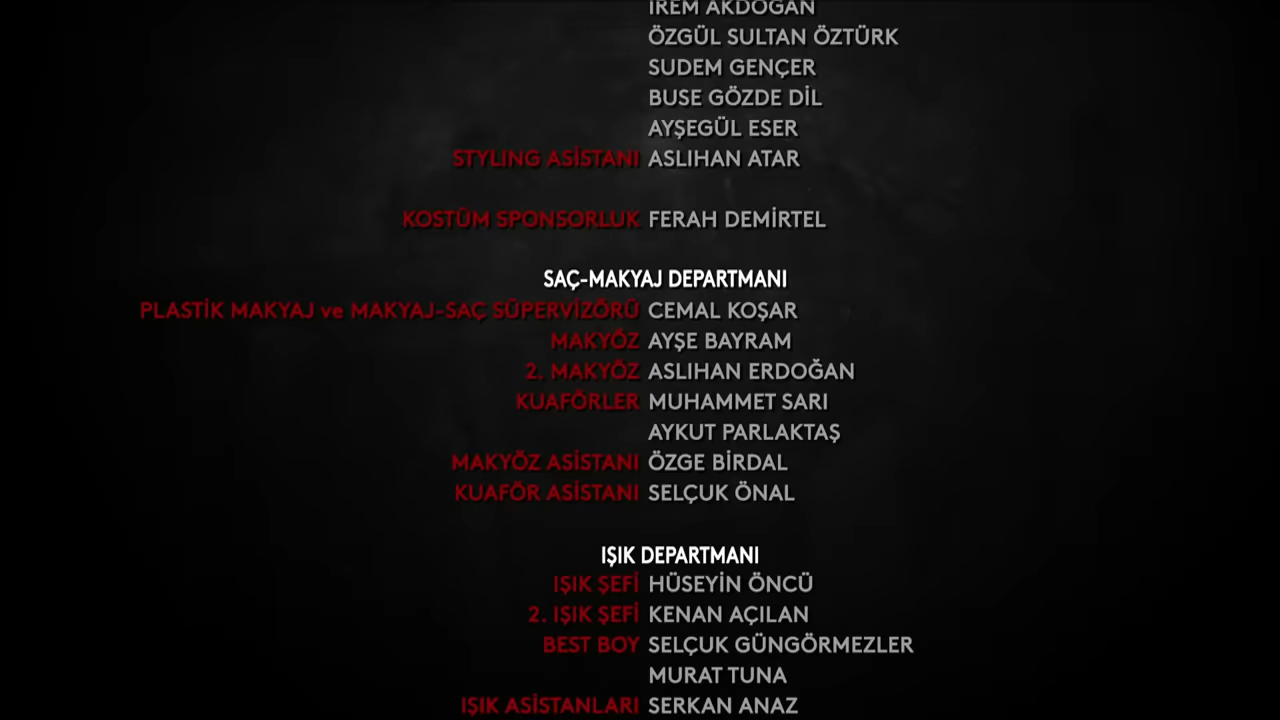 İREM AKDOĞAN
ÖZGÜL SULTAN ÖZTÜRK
SUDEM GENÇER
BUSE GÖZDE DİL
AYŞEGÜL ESER
STYLING ASİSTANI ASLIHAN ATAR
KOSTÜM SPONSORLUK FERAH DEMİRTEL
SAÇ-MAKYAJ DEPARTMANI
PLASTİK MAKYAJ ve MAKYAJ-SAÇ SÜPERVİZÖRÜ CEMAL KOŞAR
MAKYÖZ AYŞE BAYRAM
2. MAKYÖZ ASLIHAN ERDOĞAN
KUAFÖRLER MUHAMMET SARI
AYKUT PARLAKTAŞ
MAKYÖZ ASİSTANI ÖZGE BİRDAL
KUAFÖR ASİSTANI SELÇUK ÖNAL
IŞIK DEPARTMANI
IŞIK ŞEFİ HÜSEYİN ÖNCÜ
2. IŞIK ŞEFİ KENAN AÇILAN
BEST BOY SELÇUK GÜNGÖRMEZLER
MURAT TUNA
IŞIK ASİSTANLARI SERKAN ANAZ